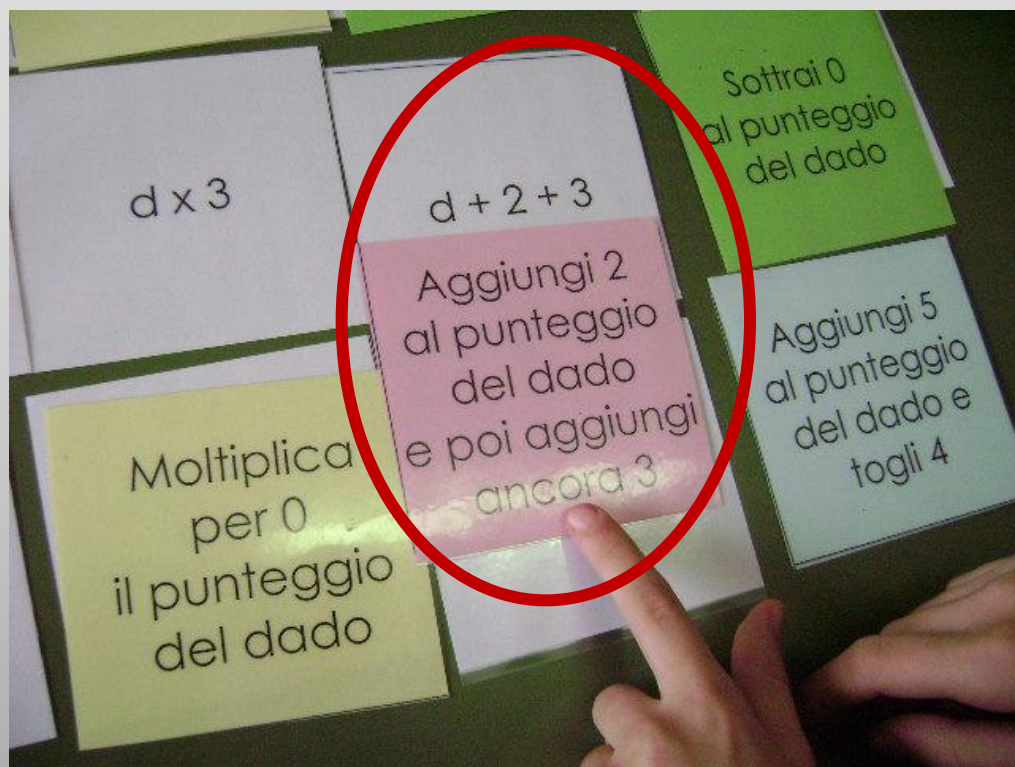 d x 3
d + 2 + 3
Sottrai 0
al punteggio
del dado
Aggiungi 2
al punteggio
del dado
e poi aggiungi
ancora 3
Aggiungi 5
al punteggio
del dado e
togli 4
Moltiplica
per 0
il punteggio
del dado